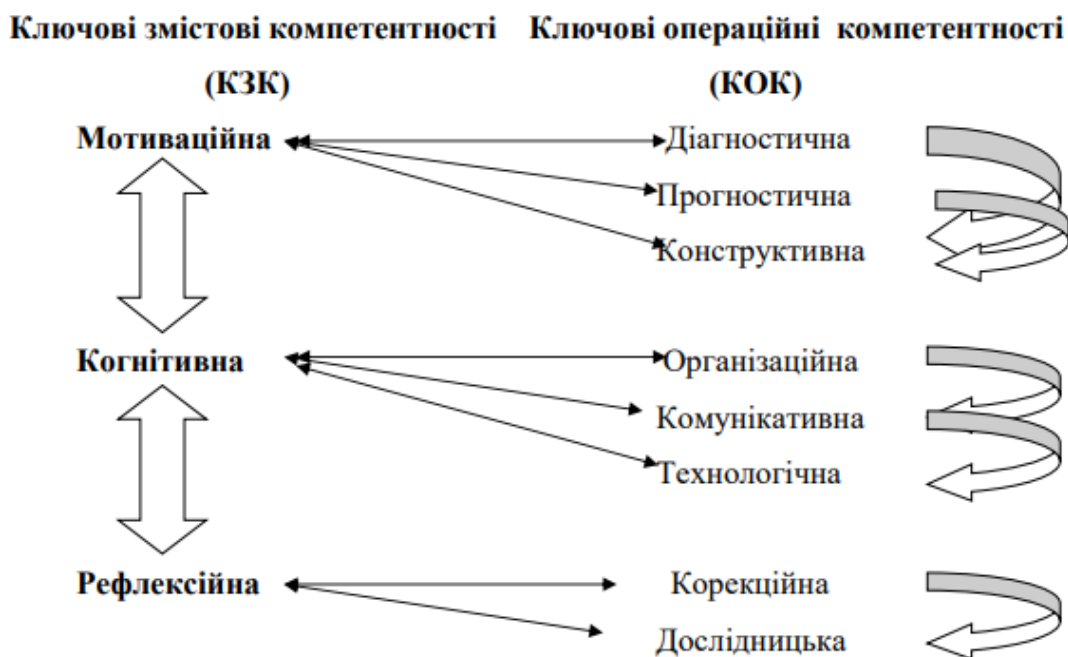 Ключові змістові компетентності Ключові операційні компетентності
(КЗК) (КОК)
Мотиваційна Діагностична
Прогностична
Конструктивна
Когнітивна Організаційна
Комунікативна
Технологічна
Рефлексійна Корекційна
Дослідницька